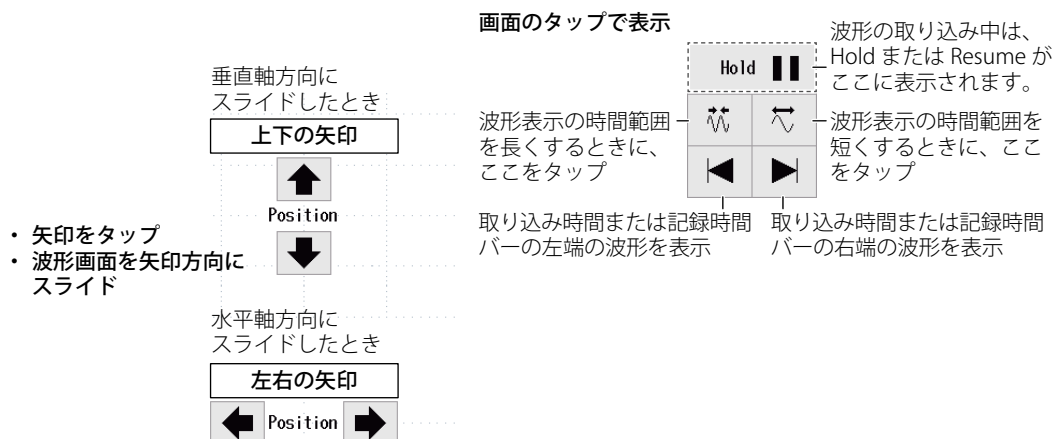 画面のタップで表示
波形の取り込み中は、
Hold または Resume が
ここに表示されます。
Hold
波形表示の時間範囲
を長くするときに、
ここをタップ
波形表示の時間範囲を
短くするときに、ここ
をタップ
取り込み時間または記録時間
バーの左端の波形を表示
取り込み時間または記録時間
バーの右端の波形を表示
垂直軸方向に
スライドしたとき
上下の矢印
Position
・ 矢印をタップ
・ 波形画面を矢印方向に
スライド
水平軸方向に
スライドしたとき
左右の矢印
Position